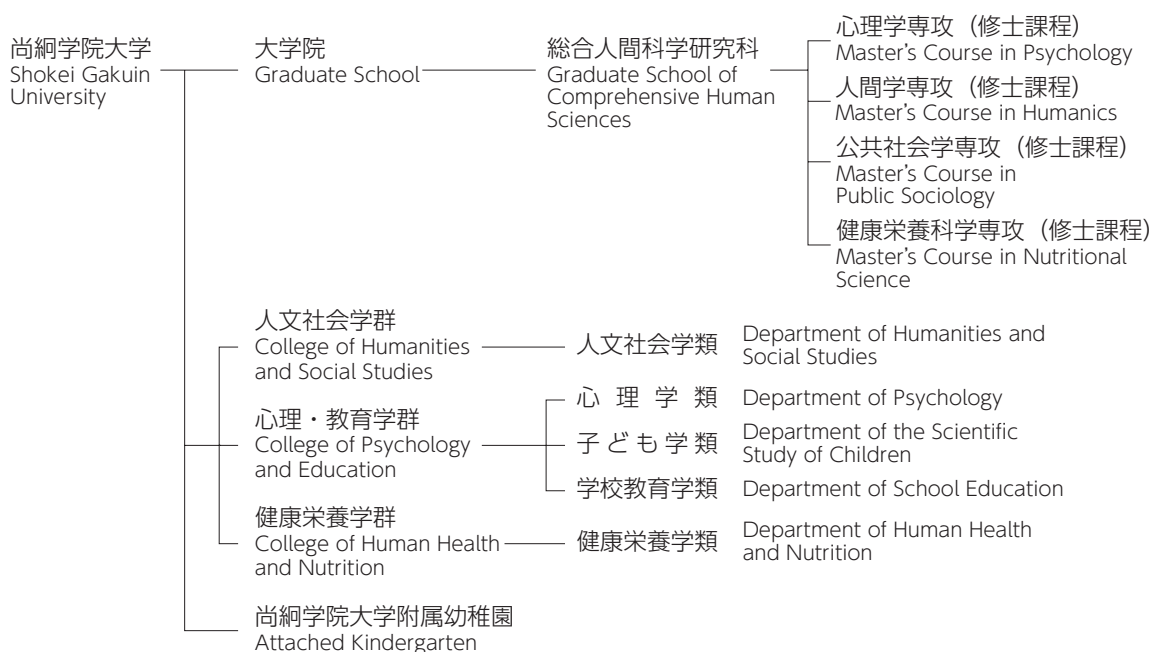 尚絅学院大学
Shokei Gakuin
University
大学院
Graduate School
総合人間科学研究科
Graduate School of
Comprehensive Human
Sciences
心理学専攻（修士課程）
Master's Course in Psychology
人間学専攻（修士課程）
Master's Course in Humanics
公共社会学専攻（修士課程）
Master's Course in
Public Sociology
健康栄養科学専攻（修士課程）
Master's Course in Nutritional
Science
人文社会学群
College of Humanities
and Social Studies
人文社会学類
Department of Humanities and
Social Studies
心理・教育学群
College of Psychology
and Education
心理学類
Department of Psychology
子ども学類
Department of the Scientific
Study of Children
学校教育学類
Department of School Education
健康栄養学群
College of Human Health
and Nutrition
健康栄養学類
Department of Human Health
and Nutrition
尚絅学院大学附属幼稚園
Attached Kindergarten